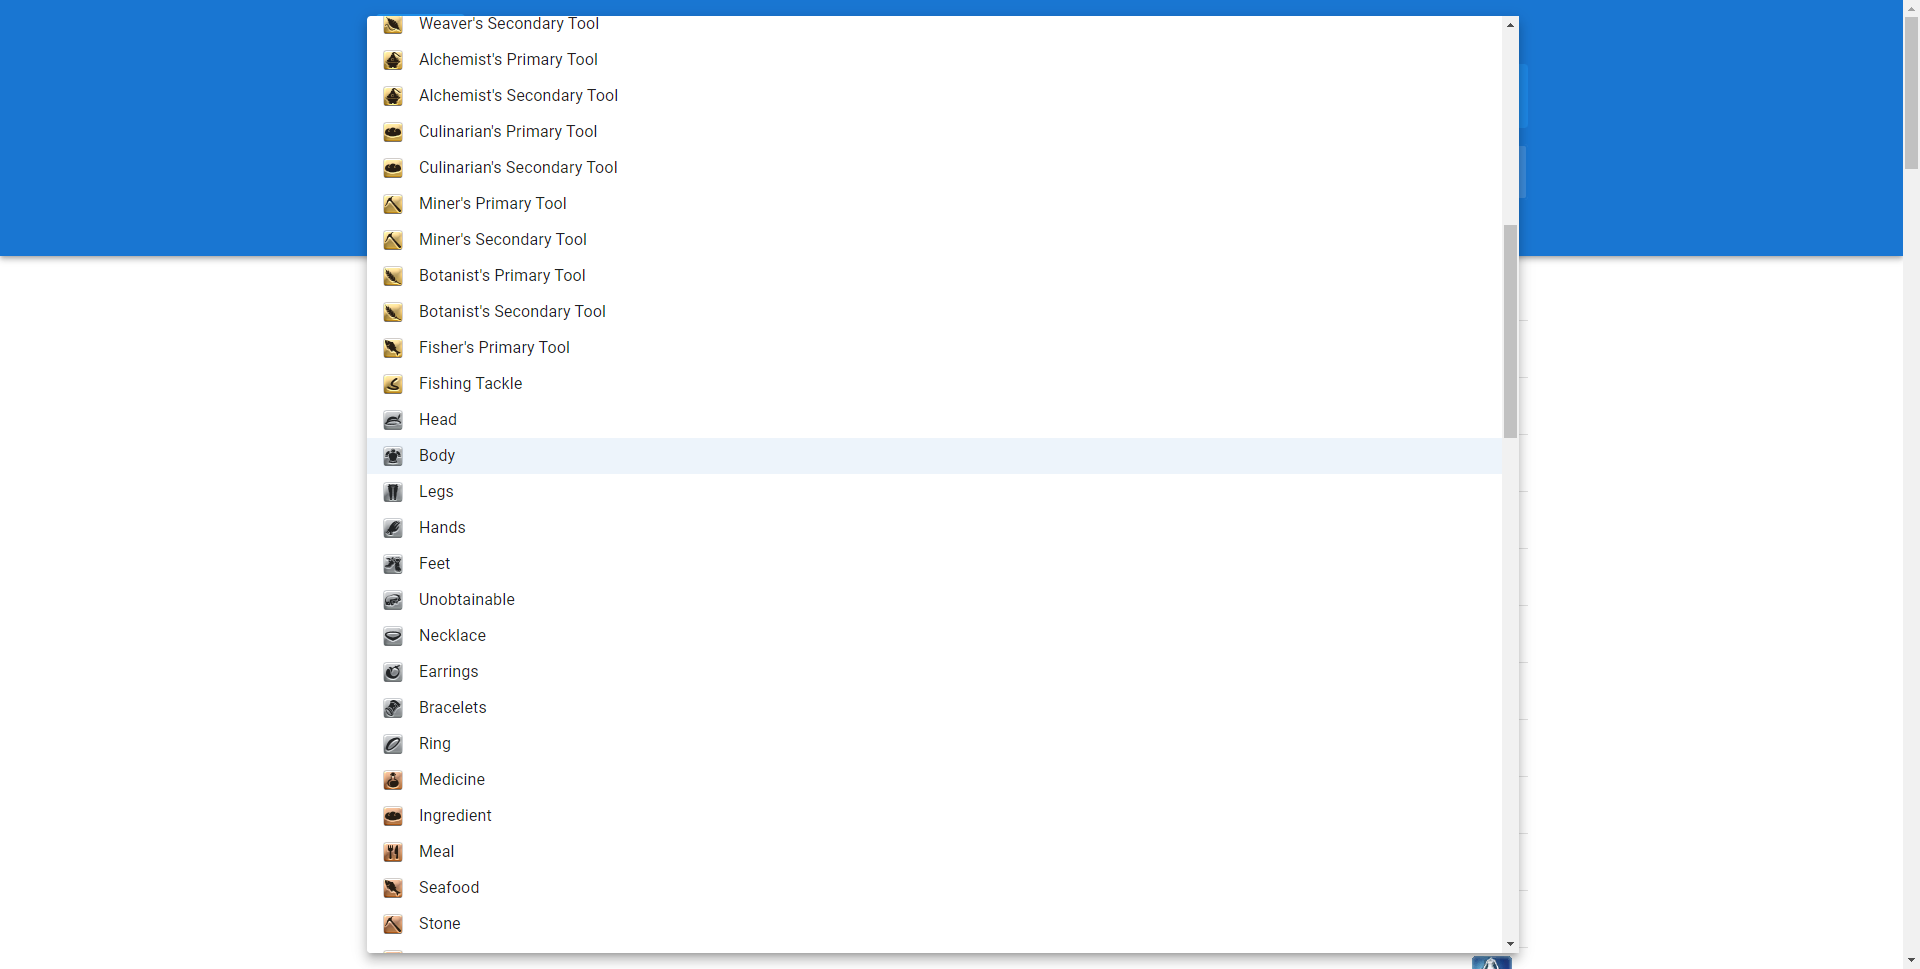 Weaver's Secondary Tool
Alchemist's Primary Tool
Alchemist's Secondary Tool
Culinarian's Primary Tool
Culinarian's Secondary Tool
Miner's Primary Tool
Miner's Secondary Tool
Botanist's Primary Tool
Botanist's Secondary Tool
Fisher's Primary Tool
Fishing Tackle
Head
Body
Legs
Hands
Feet
Unobtainable
Necklace
Earrings
Bracelets
Ring
Medicine
Ingredient
Meal
Seafood
Stone